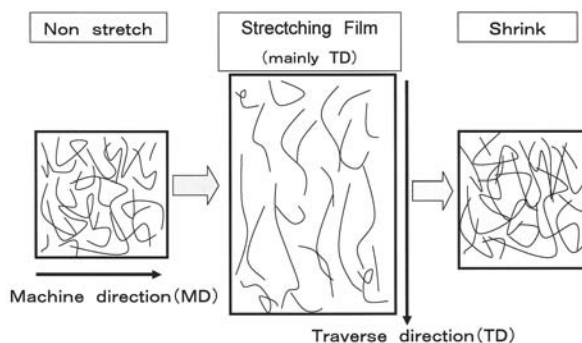 Non stretch
Strectching Film
(mainly TD)
Shrink
Machine direction(MD)
Traverse direction(TD)